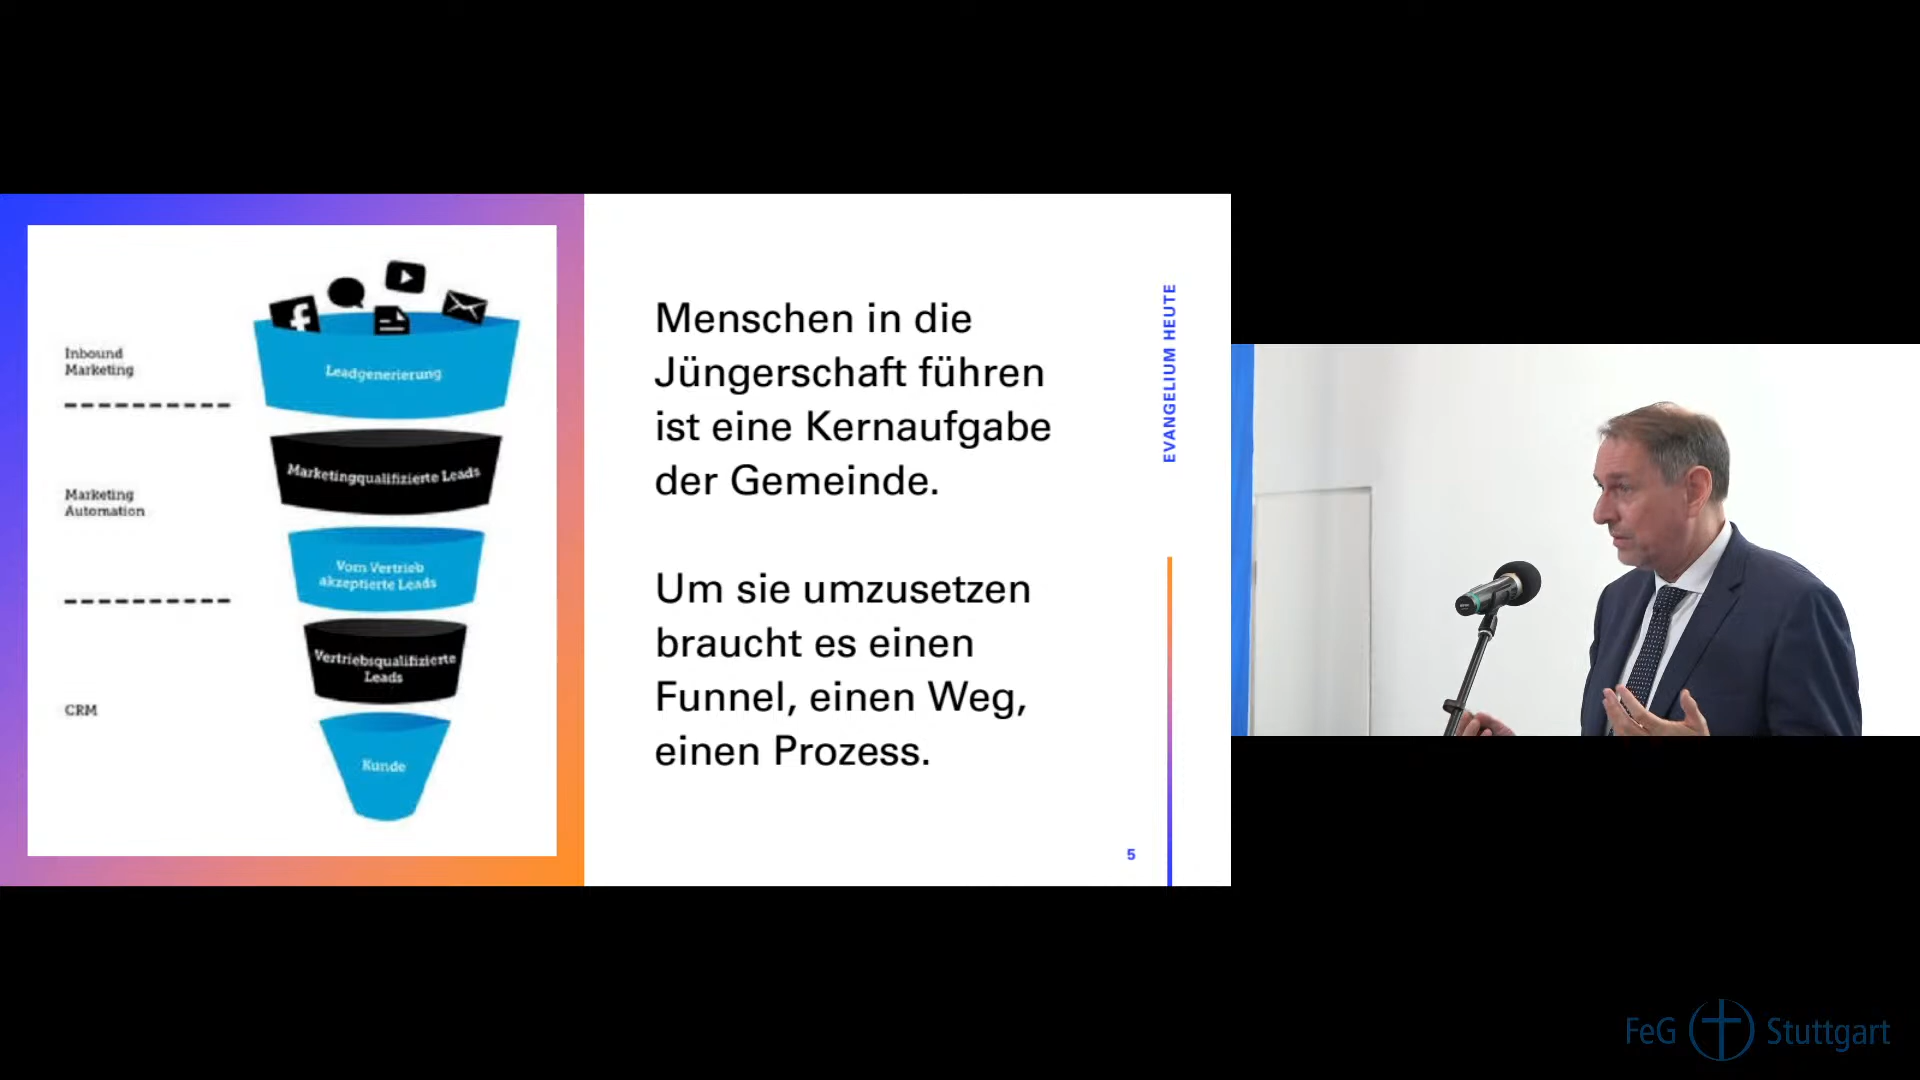 Inbound
Marketing
Marketing
Automation
CRM
Leadgenerierung
Marketingqualifizierte Leads
Vom Vertrieb
akzeptierte Leads
Vertriebsqualifizierte
Leads
Kunde
Menschen in die
Jüngerschaft führen
ist eine Kernaufgabe
der Gemeinde.
Um sie umzusetzen
braucht es einen
Funnel, einen Weg,
einen Prozess.
EVANGELIUM HEUTE
5
FeG Stuttgart